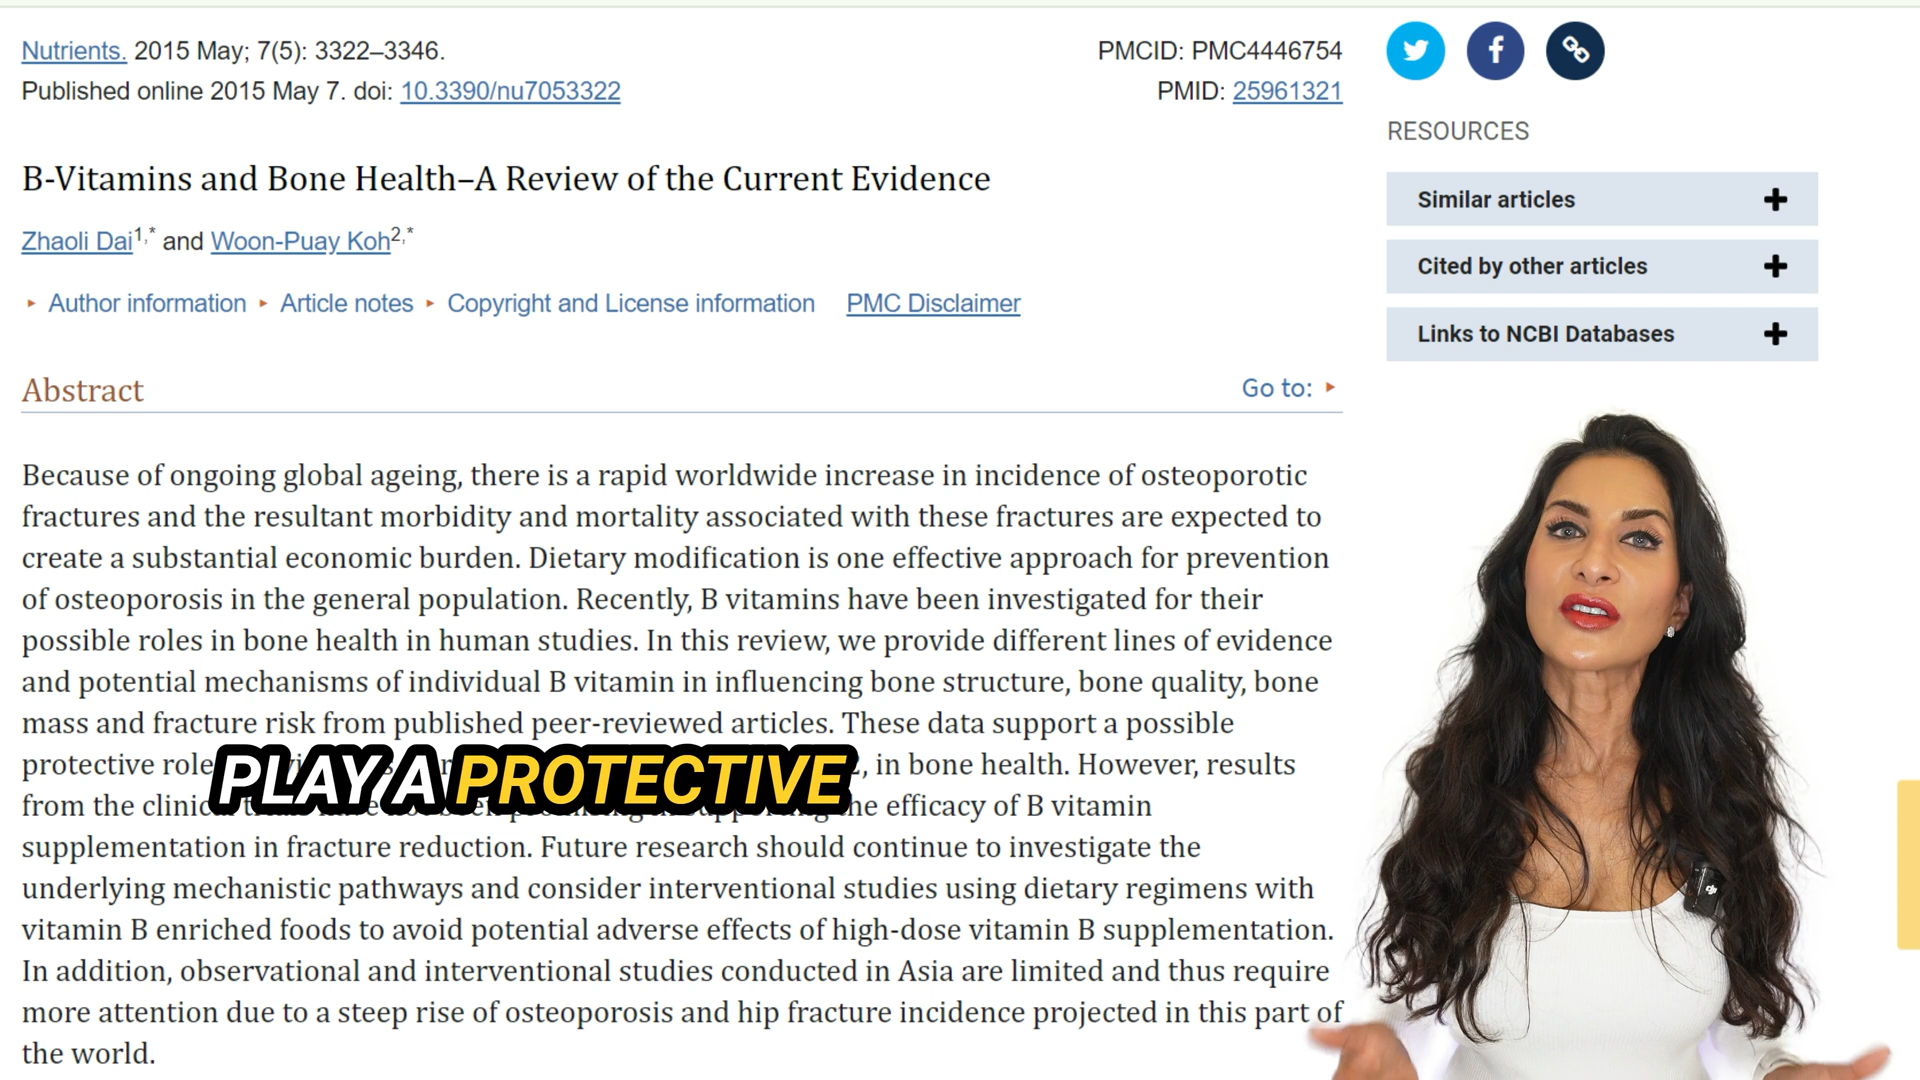 Nutrients. 2015 May; 7(5): 3322–3346.
PMCID: PMC4446754
Published online 2015 May 7. doi: 10.3390/nu7053322
PMID: 25961321
B-Vitamins and Bone Health–A Review of the Current Evidence
Zhaoli Dai1,* and Woon-Puay Koh2,*
Author information Article notes Copyright and License information PMC Disclaimer
Abstract
Go to:
Because of ongoing global ageing, there is a rapid worldwide increase in incidence of osteoporotic
fractures and the resultant morbidity and mortality associated with these fractures are expected to
create a substantial economic burden. Dietary modification is one effective approach for prevention
of osteoporosis in the general population. Recently, B vitamins have been investigated for their
possible roles in bone health in human studies. In this review, we provide different lines of evidence
and potential mechanisms of individual B vitamin in influencing bone structure, bone quality, bone
mass and fracture risk from published peer-reviewed articles. These data support a possible
protective role in bone health. However, results
PLAY A PROTECTIVE
from the the efficacy of B vitamin
supplementation in fracture reduction. Future research should continue to investigate the
underlying mechanistic pathways and consider interventional studies using dietary regimens with
vitamin B enriched foods to avoid potential adverse effects of high-dose vitamin B supplementation.
In addition, observational and interventional studies conducted in Asia are limited and thus require
more attention due to a steep rise of osteoporosis and hip fracture incidence projected in this part of
the world.
RESOURCES
Similar articles
Cited by other articles
Links to NCBI Databases